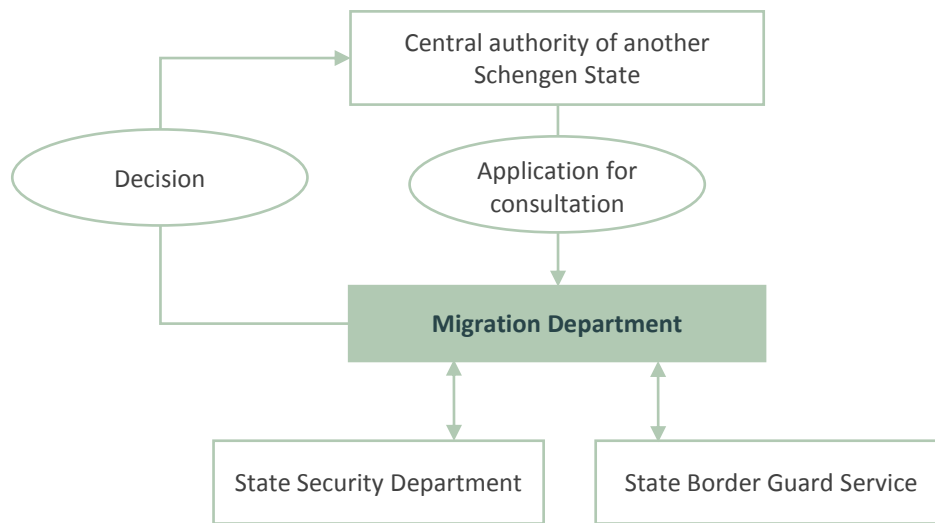 Central authority of another
Schengen State
Decision
Application for
consultation
Migration Department
State Security Department
State Border Guard Service